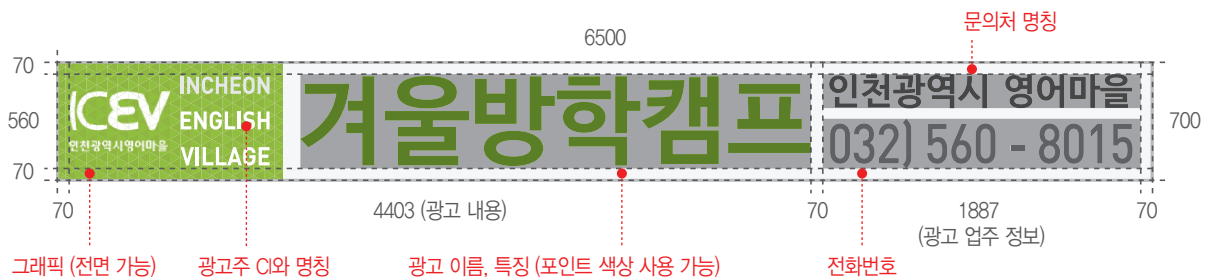 문의처 명칭
6500
70
560
70
700
ICEV
인천광역시영어마을
INCHEON
ENGLISH
VILLAGE
겨울방학캠프
인천광역시 영어마을
032) 560 - 8015
70
4403 (광고 내용)
70
1887
(광고 업주 정보)
70
그래픽 (전면 가능)
광고주 CI와 명칭
광고 이름, 특징 (포인트 색상 사용 가능)
전화번호